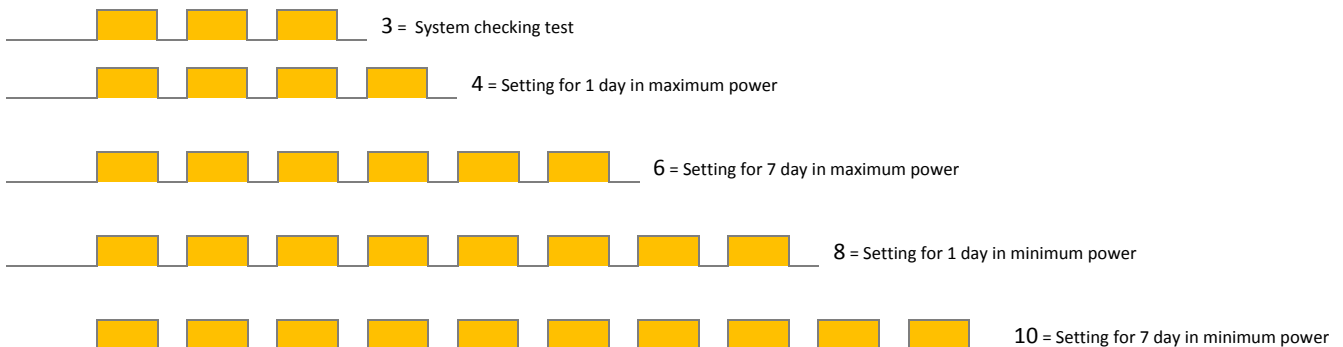 3 = System checking test
4 = Setting for 1 day in maximum power
6 = Setting for 7 day in maximum power
8 = Setting for 1 day in minimum power
10 = Setting for 7 day in minimum power